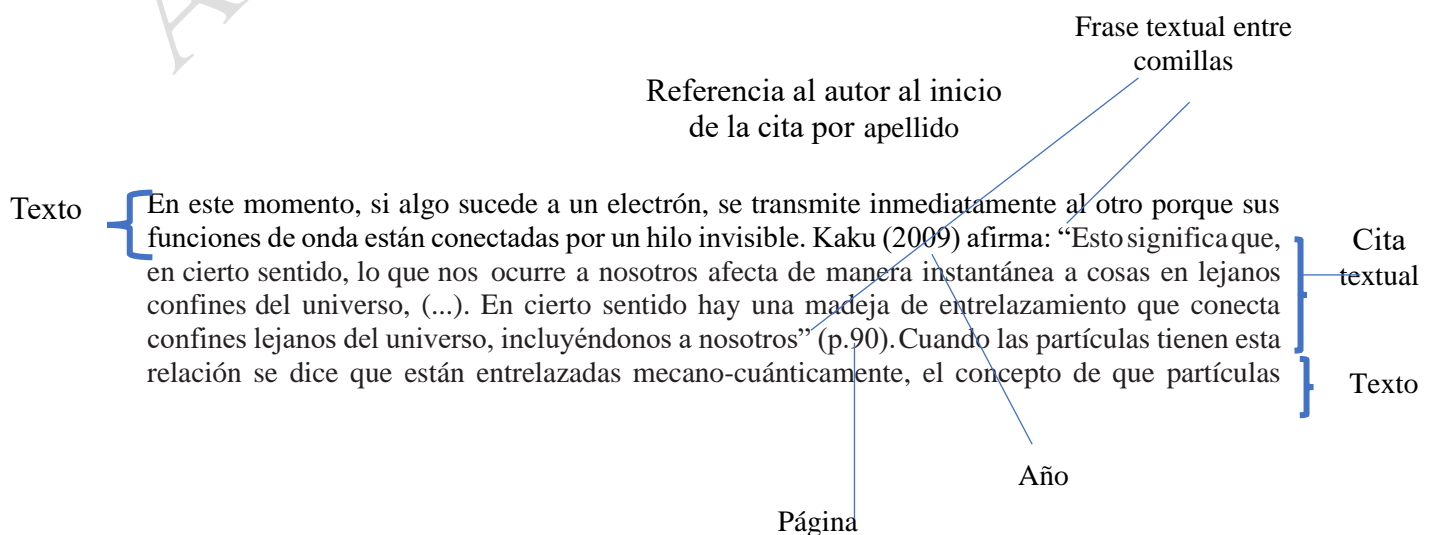 Frase textual entre
comillas
Referencia al autor al inicio
de la cita por apellido
Texto
En este momento, si algo sucede a un electrón, se transmite inmediatamente al otro porque sus
funciones de onda están conectadas por un hilo invisible. Kaku (2009) afirma: “Esto significa que,
en cierto sentido, lo que nos ocurre a nosotros afecta de manera instantánea a cosas en lejanos
confines del universo, (...). En cierto sentido hay una madeja de entrelazamiento que conecta
confines lejanos del universo, incluyéndonos a nosotros” (p.90). Cuando las partículas tienen esta
relación se dice que están entrelazadas mecano-cuánticamente, el concepto de que partículas
Cita
textual
Texto
Año
Página